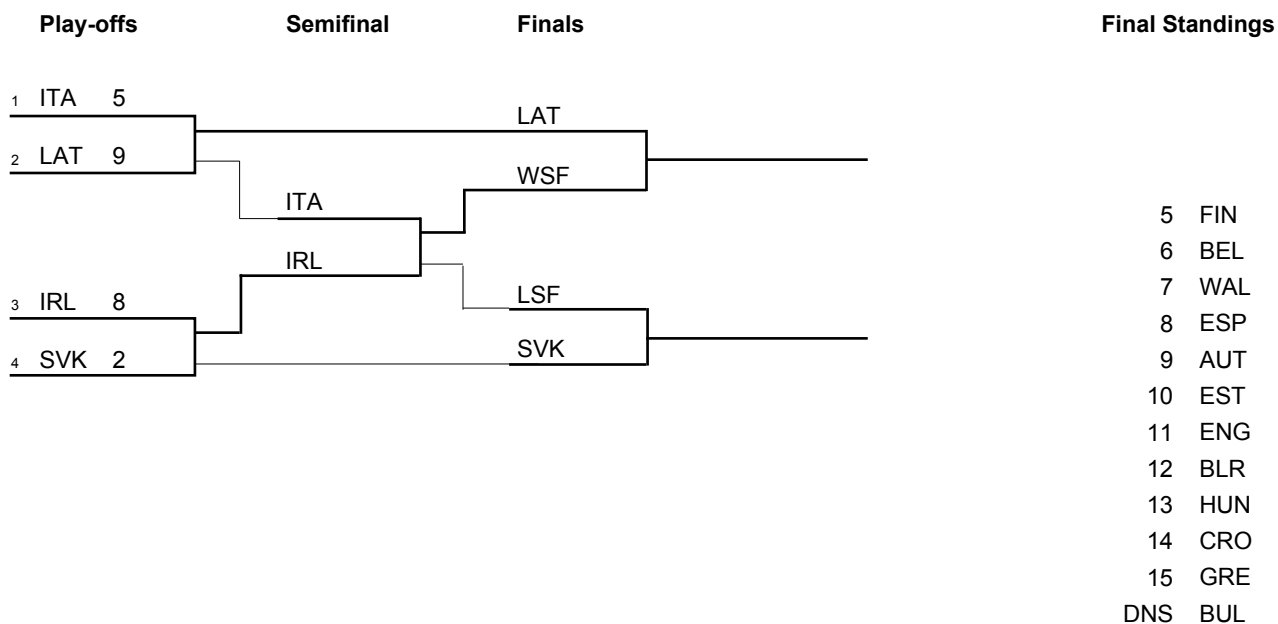 Play-offs Semifinal Finals Final Standings
1 ITA 5
LAT
2 LAT 9
WSF
ITA
5 FIN
6 BEL
IRL
7 WAL
3 IRL 8
LSF
8 ESP
SVK
4 SVK 2
9 AUT
10 EST
11 ENG
12 BLR
13 HUN
14 CRO
15 GRE
DNS BUL